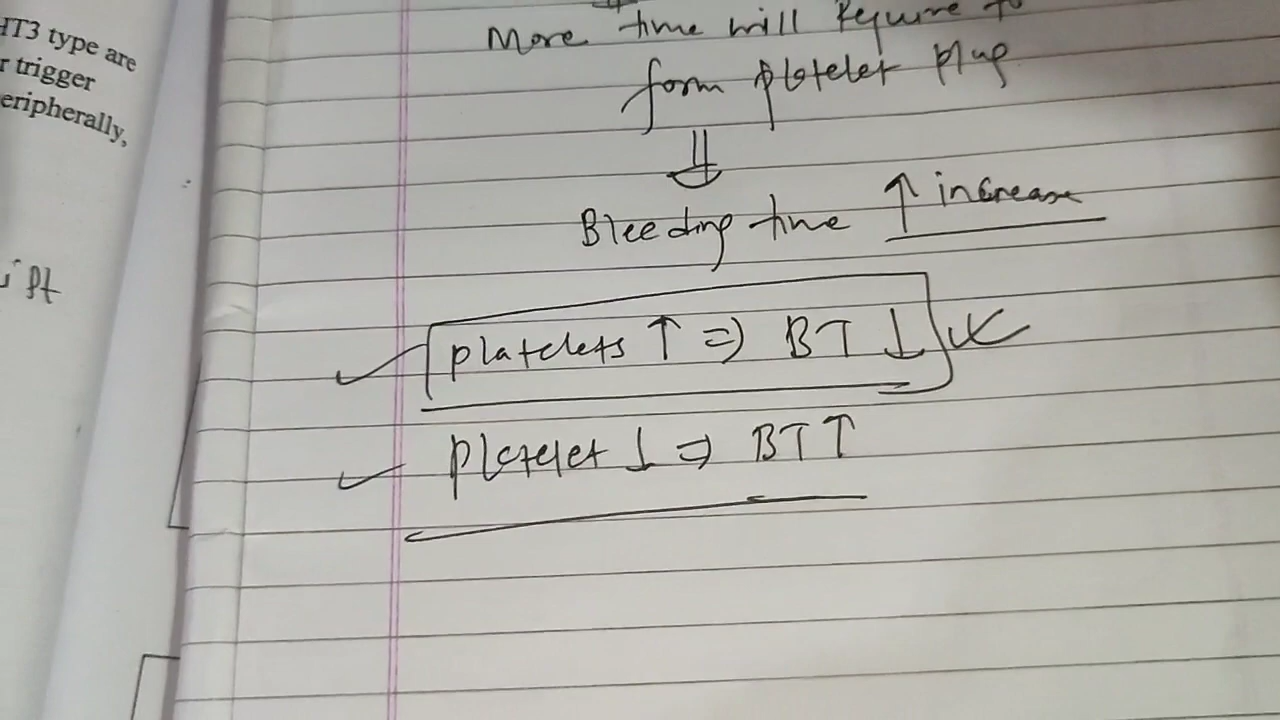 HT3 type are
r trigger
eripherally,
Pt
More time will require to
form platelet plug
⇓
Bleeding time ↑ increase
platelets ↑ ⇒ BT ↓
platelet ↓ ⇒ BT ↑